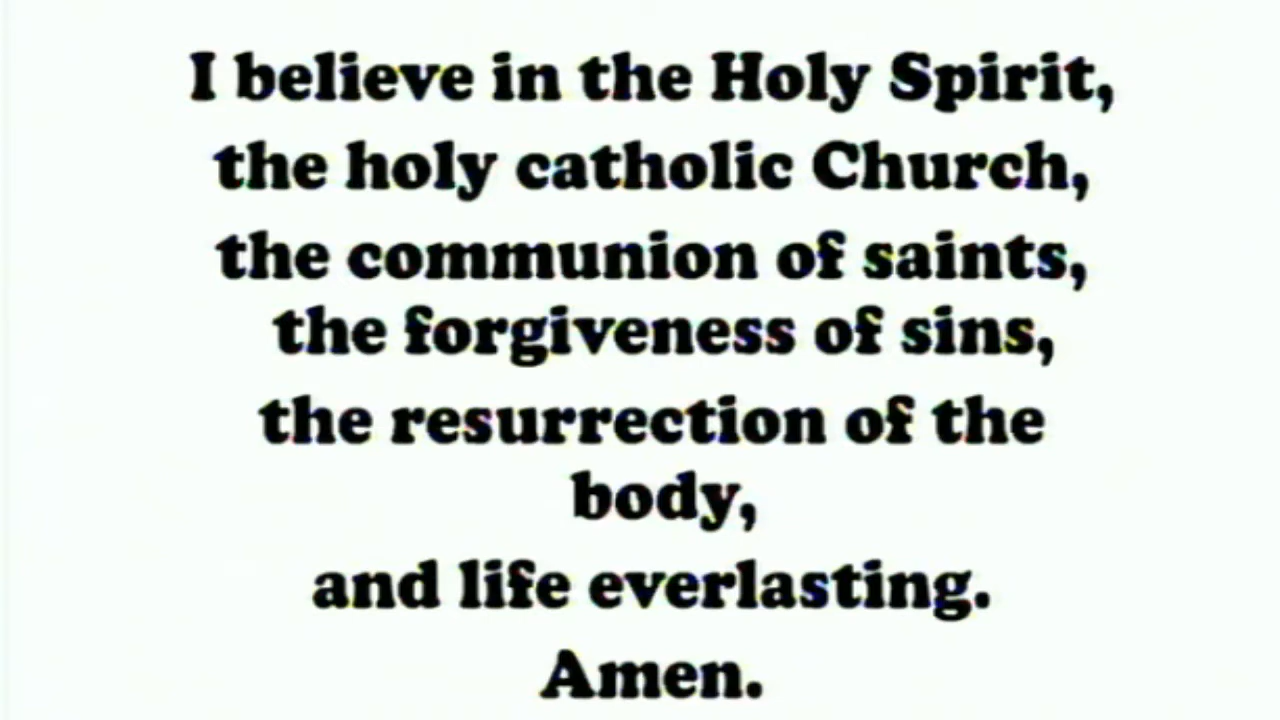 I believe in the Holy Spirit,
the holy catholic Church,
the communion of saints,
the forgiveness of sins,
the resurrection of the
body,
and life everlasting.
Amen.